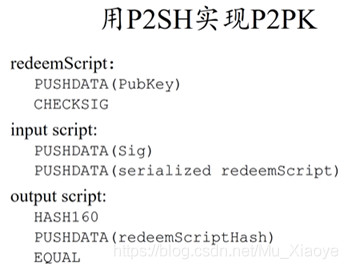 用P2SH实现P2PK
redeemScript:
PUSHDATA(PubKey)
CHECKSIG
input script:
PUSHDATA(Sig)
PUSHDATA(serialized redeemScript)
output script:
HASH160
PUSHDATA(redeemScriptHash)
EQUAL
https://blog.csdn.net/Mu_Xiaoye